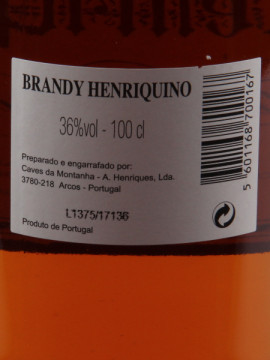 BRANDY HENRIQUINO
36%vol - 100 cl
Preparado e engarrafado por:
Caves da Montanha - A. Henriques, Lda.
3780-218 Arcos - Portugal
L1375/17136
Produto de Portugal
5 601168 700167